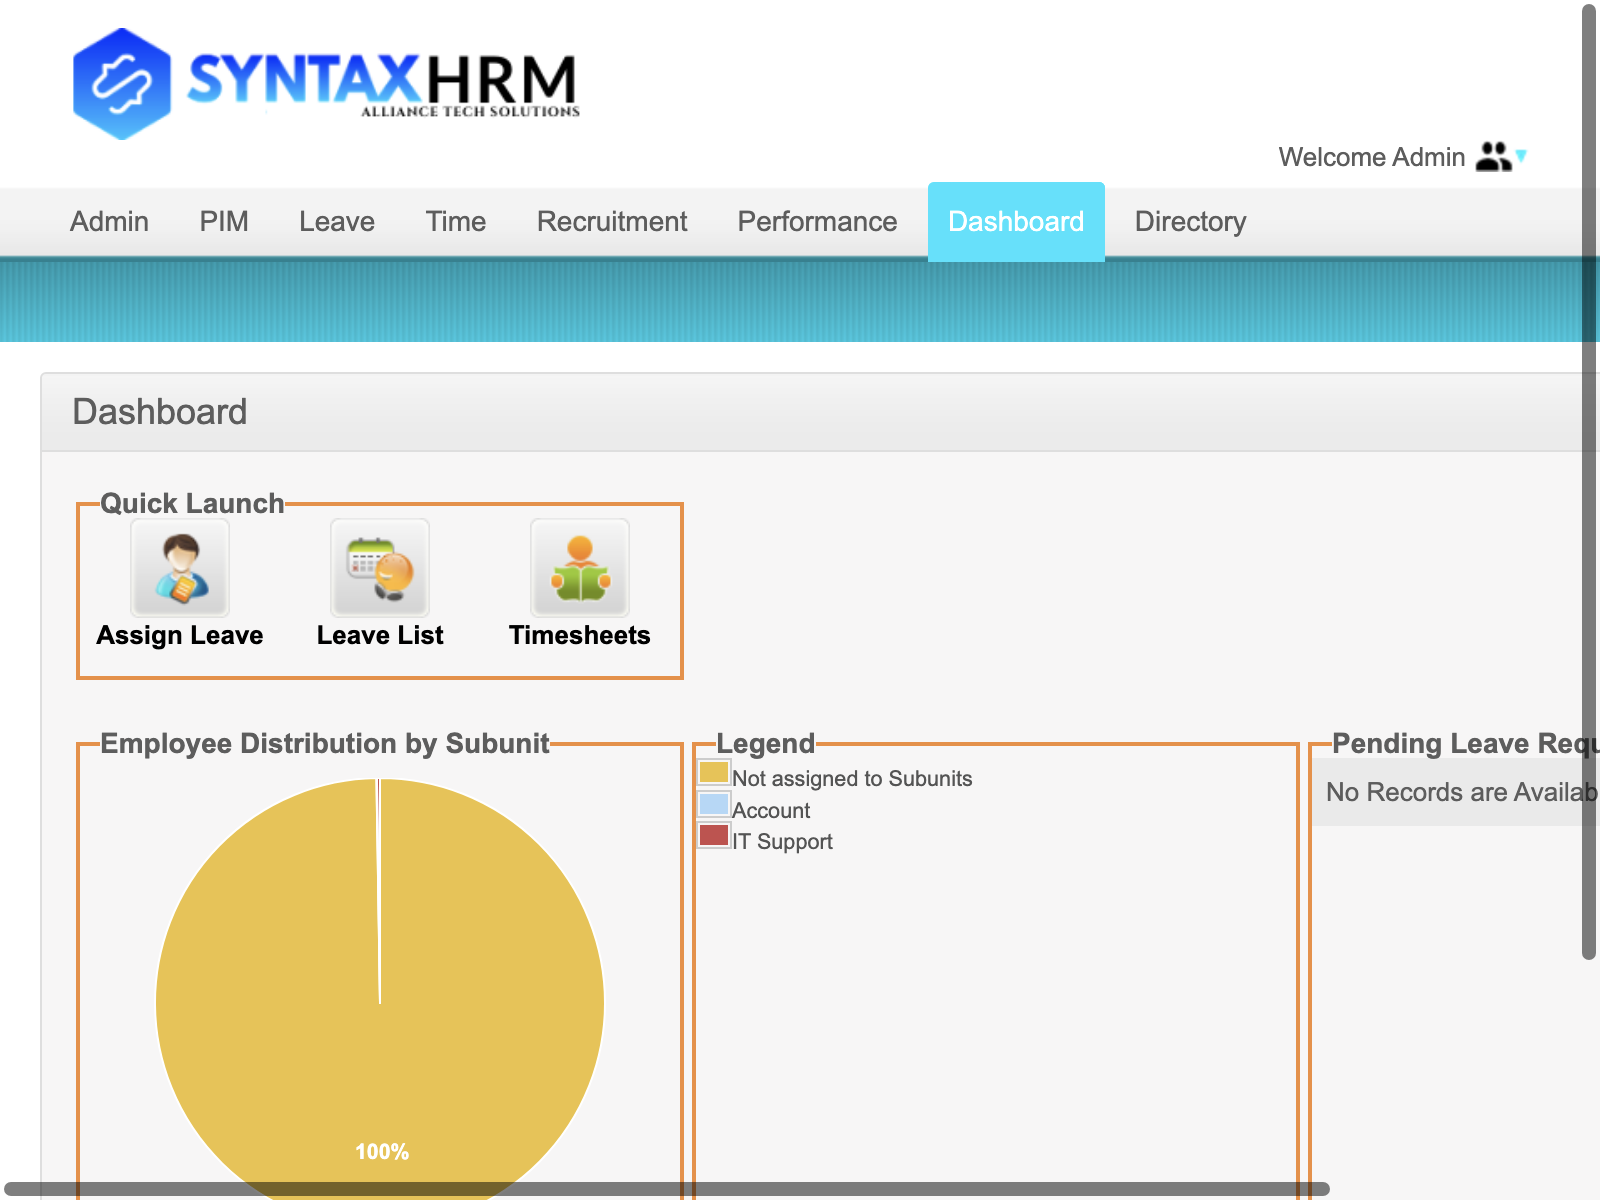 SYNTAXHRM
ALLIANCE TECH SOLUTIONS
Welcome Admin
Admin PIM Leave Time Recruitment Performance Dashboard Directory
Dashboard
Quick Launch
Assign Leave Leave List Timesheets
Employee Distribution by Subunit
100%
Legend
Not assigned to Subunits
Account
IT Support
Pending Leave Requ
No Records are Availab